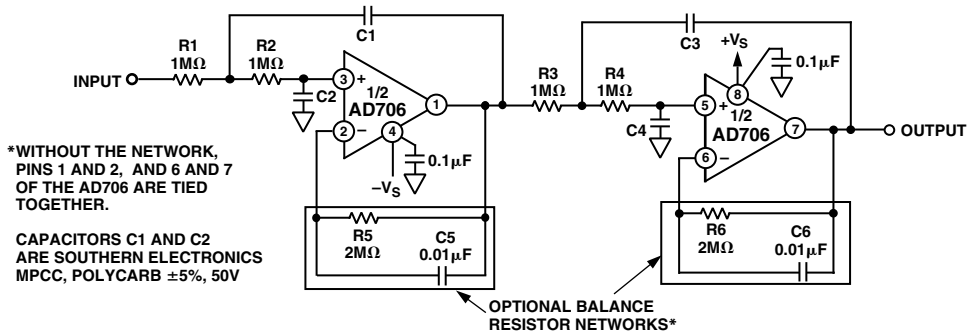 INPUT
R1
1MΩ
R2
1MΩ
C1
C2
3
+
2
−
1/2
AD706
4
1
0.1μF
−VS
R3
1MΩ
R4
1MΩ
C3
C4
+VS
8
0.1μF
5
+
6
−
1/2
AD706
7
OUTPUT
*WITHOUT THE NETWORK,
PINS 1 AND 2, AND 6 AND 7
OF THE AD706 ARE TIED
TOGETHER.
CAPACITORS C1 AND C2
ARE SOUTHERN ELECTRONICS
MPCC, POLYCARB ±5%, 50V
R5
2MΩ
C5
0.01μF
R6
2MΩ
C6
0.01μF
OPTIONAL BALANCE
RESISTOR NETWORKS*